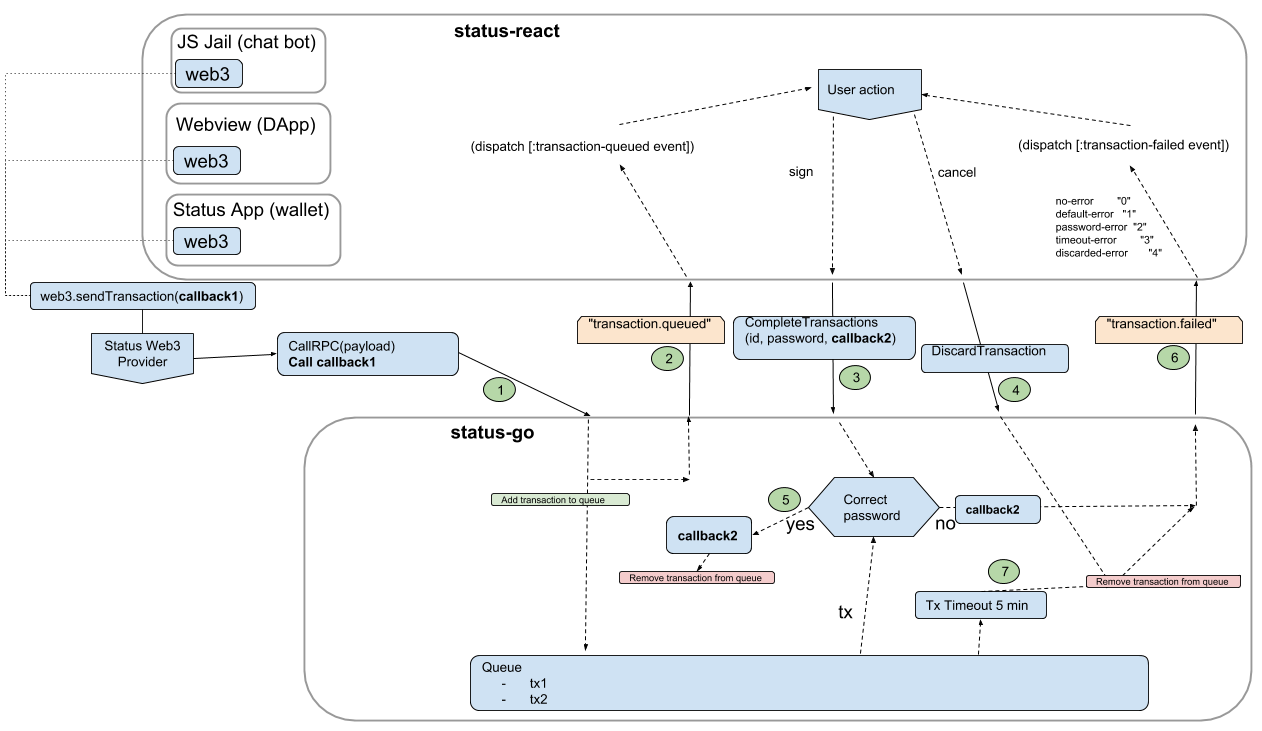 status-react
JS Jail (chat bot)
web3
Webview (DApp)
web3
Status App (wallet)
web3
User action
(dispatch [:transaction-queued event])
(dispatch [:transaction-failed event])
sign
cancel
no-error "0"
default-error "1"
password-error "2"
timeout-error "3"
discarded-error "4"
web3.sendTransaction(callback1)
Status Web3
Provider
CallRPC(payload)
Call callback1
1
"transaction.queued"
2
CompleteTransactions
(id, password, callback2)
3
DiscardTransaction
4
"transaction.failed"
6
status-go
Add transaction to queue
5
yes
Correct
password
no
callback2
callback2
Remove transaction from queue
7
Remove transaction from queue
Tx Timeout 5 min
tx
Queue
- tx1
- tx2